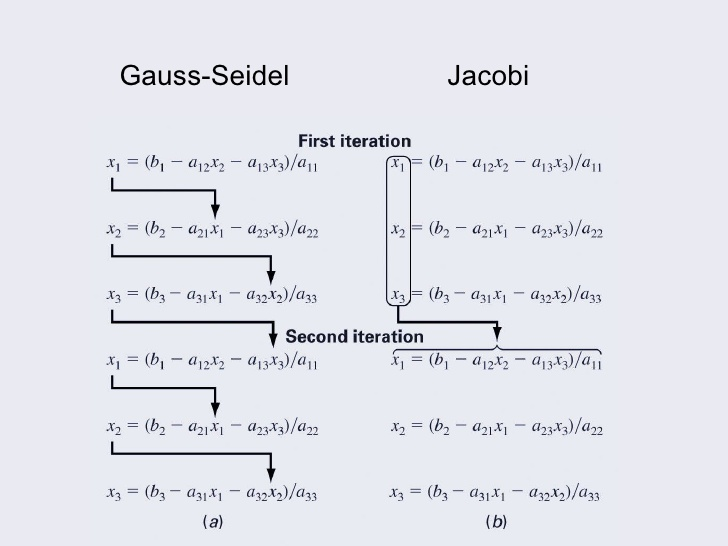 Gauss-Seidel Jacobi
First iteration
x₁ = (b₁ − a₁₂x₂ − a₁₃x₃)/a₁₁ x₁ = (b₁ − a₁₂x₂ − a₁₃x₃)/a₁₁
x₂ = (b₂ − a₂₁x₁ − a₂₃x₃)/a₂₂ x₂ = (b₂ − a₂₁x₁ − a₂₃x₃)/a₂₂
x₃ = (b₃ − a₃₁x₁ − a₃₂x₂)/a₃₃ x₃ = (b₃ − a₃₁x₁ − a₃₂x₂)/a₃₃
Second iteration
x₁ = (b₁ − a₁₂x₂ − a₁₃x₃)/a₁₁ x₁ = (b₁ − a₁₂x₂ − a₁₃x₃)/a₁₁
x₂ = (b₂ − a₂₁x₁ − a₂₃x₃)/a₂₂ x₂ = (b₂ − a₂₁x₁ − a₂₃x₃)/a₂₂
x₃ = (b₃ − a₃₁x₁ − a₃₂x₂)/a₃₃ x₃ = (b₃ − a₃₁x₁ − a₃₂x₂)/a₃₃
(a) (b)